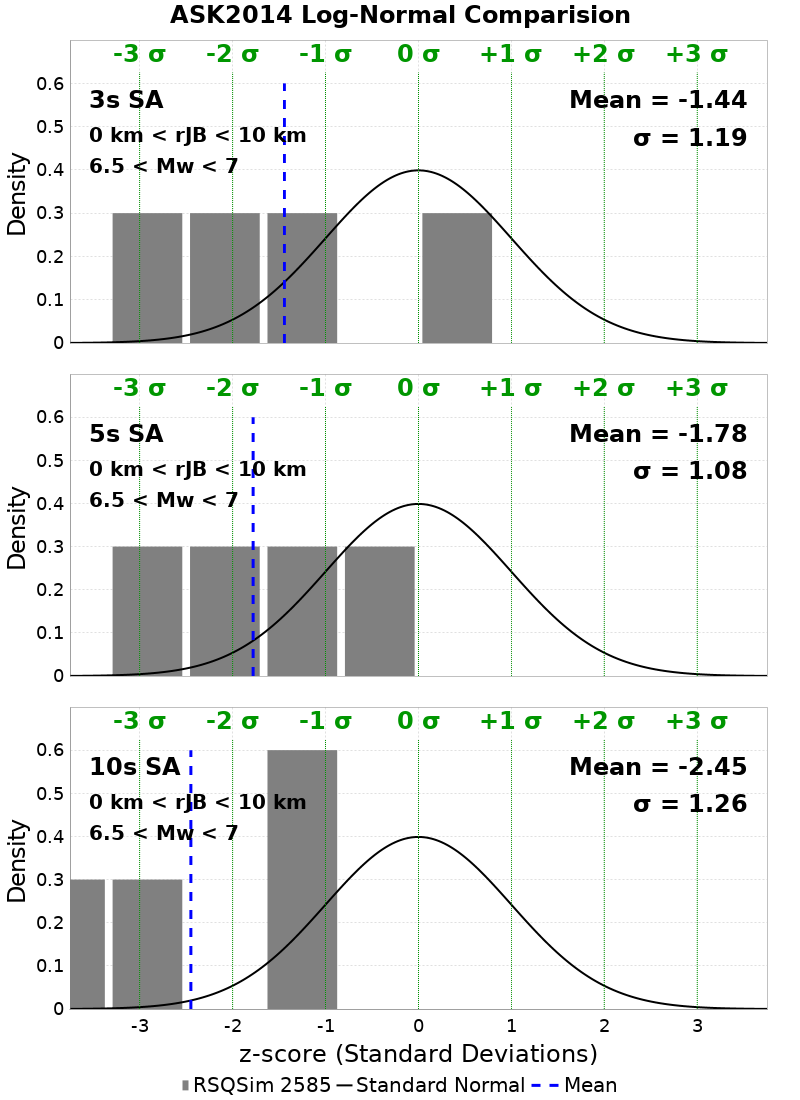 ASK2014 Log-Normal Comparision
-3 σ -2 σ -1 σ 0 σ +1 σ +2 σ +3 σ
3s SA
0 km < rJB < 10 km
6.5 < Mw < 7
Mean = -1.44
σ = 1.19
Density
0.6
0.5
0.4
0.3
0.2
0.1
0
-3 σ -2 σ -1 σ 0 σ +1 σ +2 σ +3 σ
5s SA
0 km < rJB < 10 km
6.5 < Mw < 7
Mean = -1.78
σ = 1.08
Density
0.6
0.5
0.4
0.3
0.2
0.1
0
-3 σ -2 σ -1 σ 0 σ +1 σ +2 σ +3 σ
10s SA
0 km < rJB < 10 km
6.5 < Mw < 7
Mean = -2.45
σ = 1.26
Density
0.6
0.5
0.4
0.3
0.2
0.1
0
-3 -2 -1 0 1 2 3
z-score (Standard Deviations)
RSQSim 2585 Standard Normal Mean